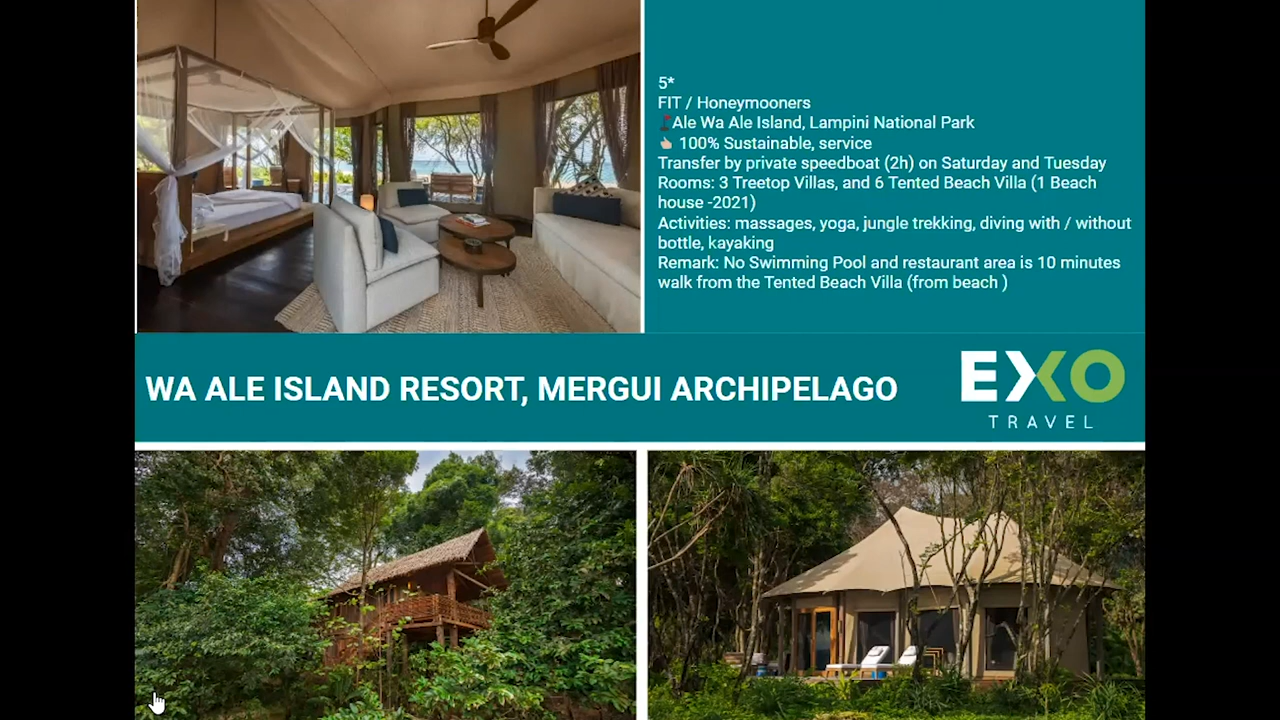 5*
FIT / Honeymooners
Ale Wa Ale Island, Lampini National Park
100% Sustainable, service
Transfer by private speedboat (2h) on Saturday and Tuesday
Rooms: 3 Treetop Villas, and 6 Tented Beach Villa (1 Beach
house -2021)
Activities: massages, yoga, jungle trekking, diving with / without
bottle, kayaking
Remark: No Swimming Pool and restaurant area is 10 minutes
walk from the Tented Beach Villa (from beach )
WA ALE ISLAND RESORT, MERGUI ARCHIPELAGO
EXO
TRAVEL